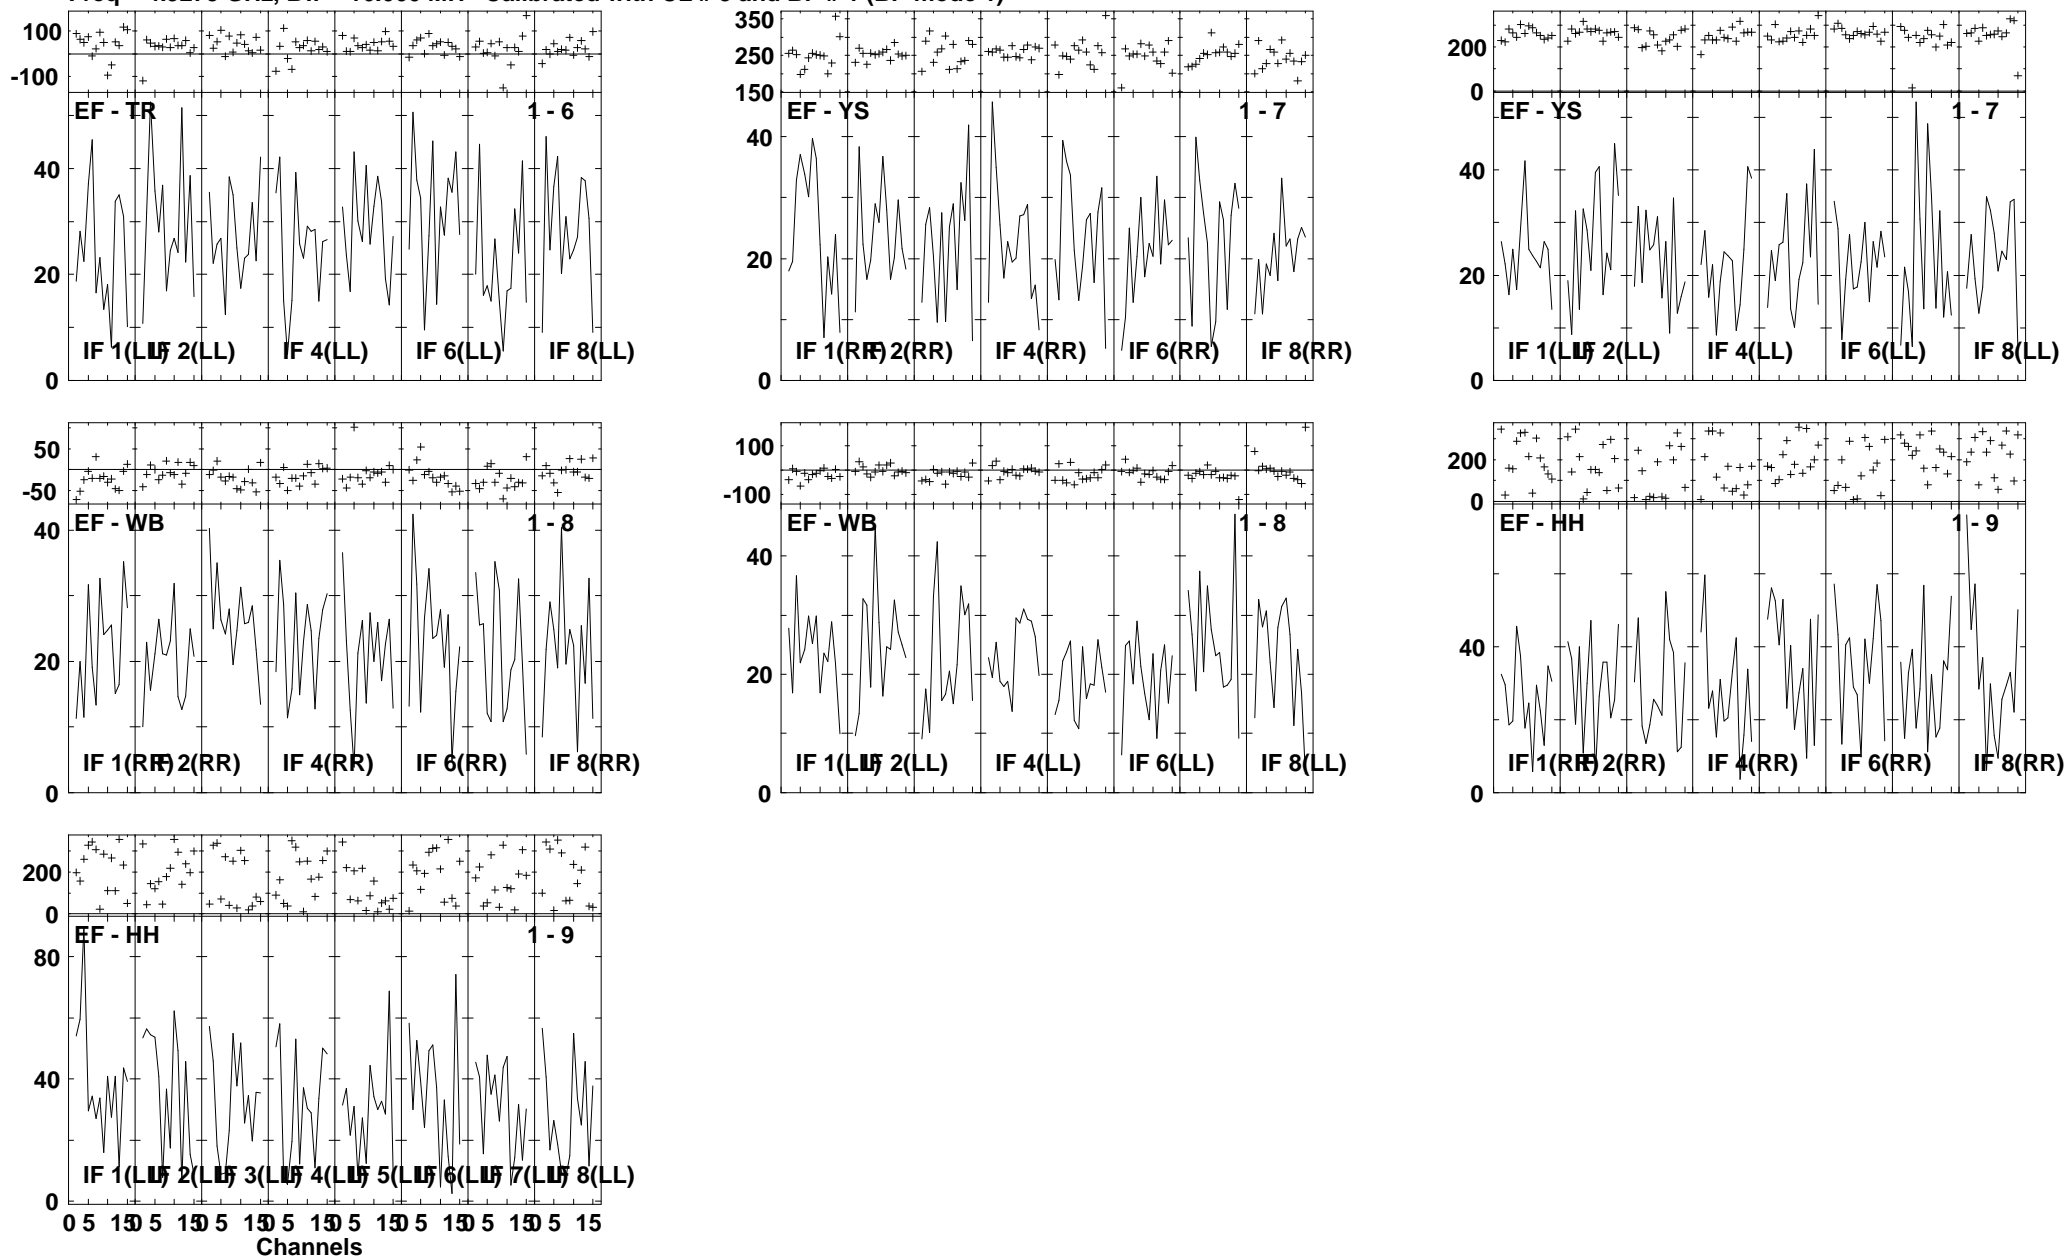 100
-100
EF - TR 1 - 6
40
20
0
IF 1(LL) IF 2(LL) IF 4(LL) IF 6(LL) IF 8(LL)
350
250
150
EF - YS 1 - 7
40
20
0
IF 1(RR) IF 2(RR) IF 4(RR) IF 6(RR) IF 8(RR)
200
0
EF - YS 1 - 7
40
20
0
IF 1(LL) IF 2(LL) IF 4(LL) IF 6(LL) IF 8(LL)
50
-50
EF - WB 1 - 8
40
20
0
IF 1(RR) IF 2(RR) IF 4(RR) IF 6(RR) IF 8(RR)
100
-100
EF - WB 1 - 8
40
20
0
IF 1(LL) IF 2(LL) IF 4(LL) IF 6(LL) IF 8(LL)
200
0
EF - HH 1 - 9
40
0
IF 1(RR) IF 2(RR) IF 4(RR) IF 6(RR) IF 8(RR)
200
0
EF - HH 1 - 9
80
40
0
IF 1(LL) IF 2(LL) IF 3(LL) IF 4(LL) IF 5(LL) IF 6(LL) IF 7(LL) IF 8(LL)
0 5 15 0 5 15 0 5 15 0 5 15 0 5
Channels